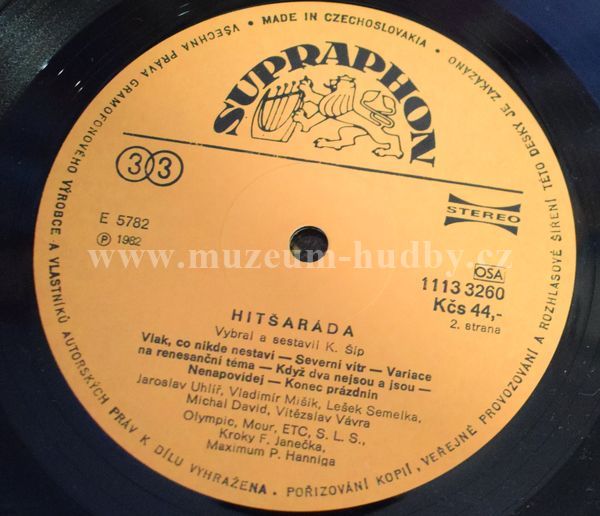 VŠECHNA PRÁVA GRAMOFONOVÉHO VÝROBCE A VLASTNÍKŮ AUTORSKÝCH PRÁV K DÍLU VYHRAŽENA. • POŘIZOVÁNÍ KOPIÍ, VEŘEJNÉ PROVOZOVÁNÍ A ROZHLASOVÉ ŠÍŘENÍ TÉTO DESKY JE ZAKÁZÁNO
• MADE IN CZECHOSLOVAKIA •
SUPRAPHON
33
STEREO
E 5782
Ⓟ 1982
www.muzeum-hudby.cz
OSA
1113 3260
Kčs 44,-
2. strana
HITŠARÁDA
Vybral a sestavil K. Šíp
Vlak, co nikde nestaví — Severní vítr — Variace
na renesanční téma — Když dva nejsou a jsou —
Nenapovídej — Konec prázdnin
Jaroslav Uhlíř, Vladimír Mišík, Lešek Semelka,
Michal David, Vítězslav Vávra
Olympic, Mour, ETC, S. L. S.,
Kroky F. Janečka,
Maximum P. Hanniga